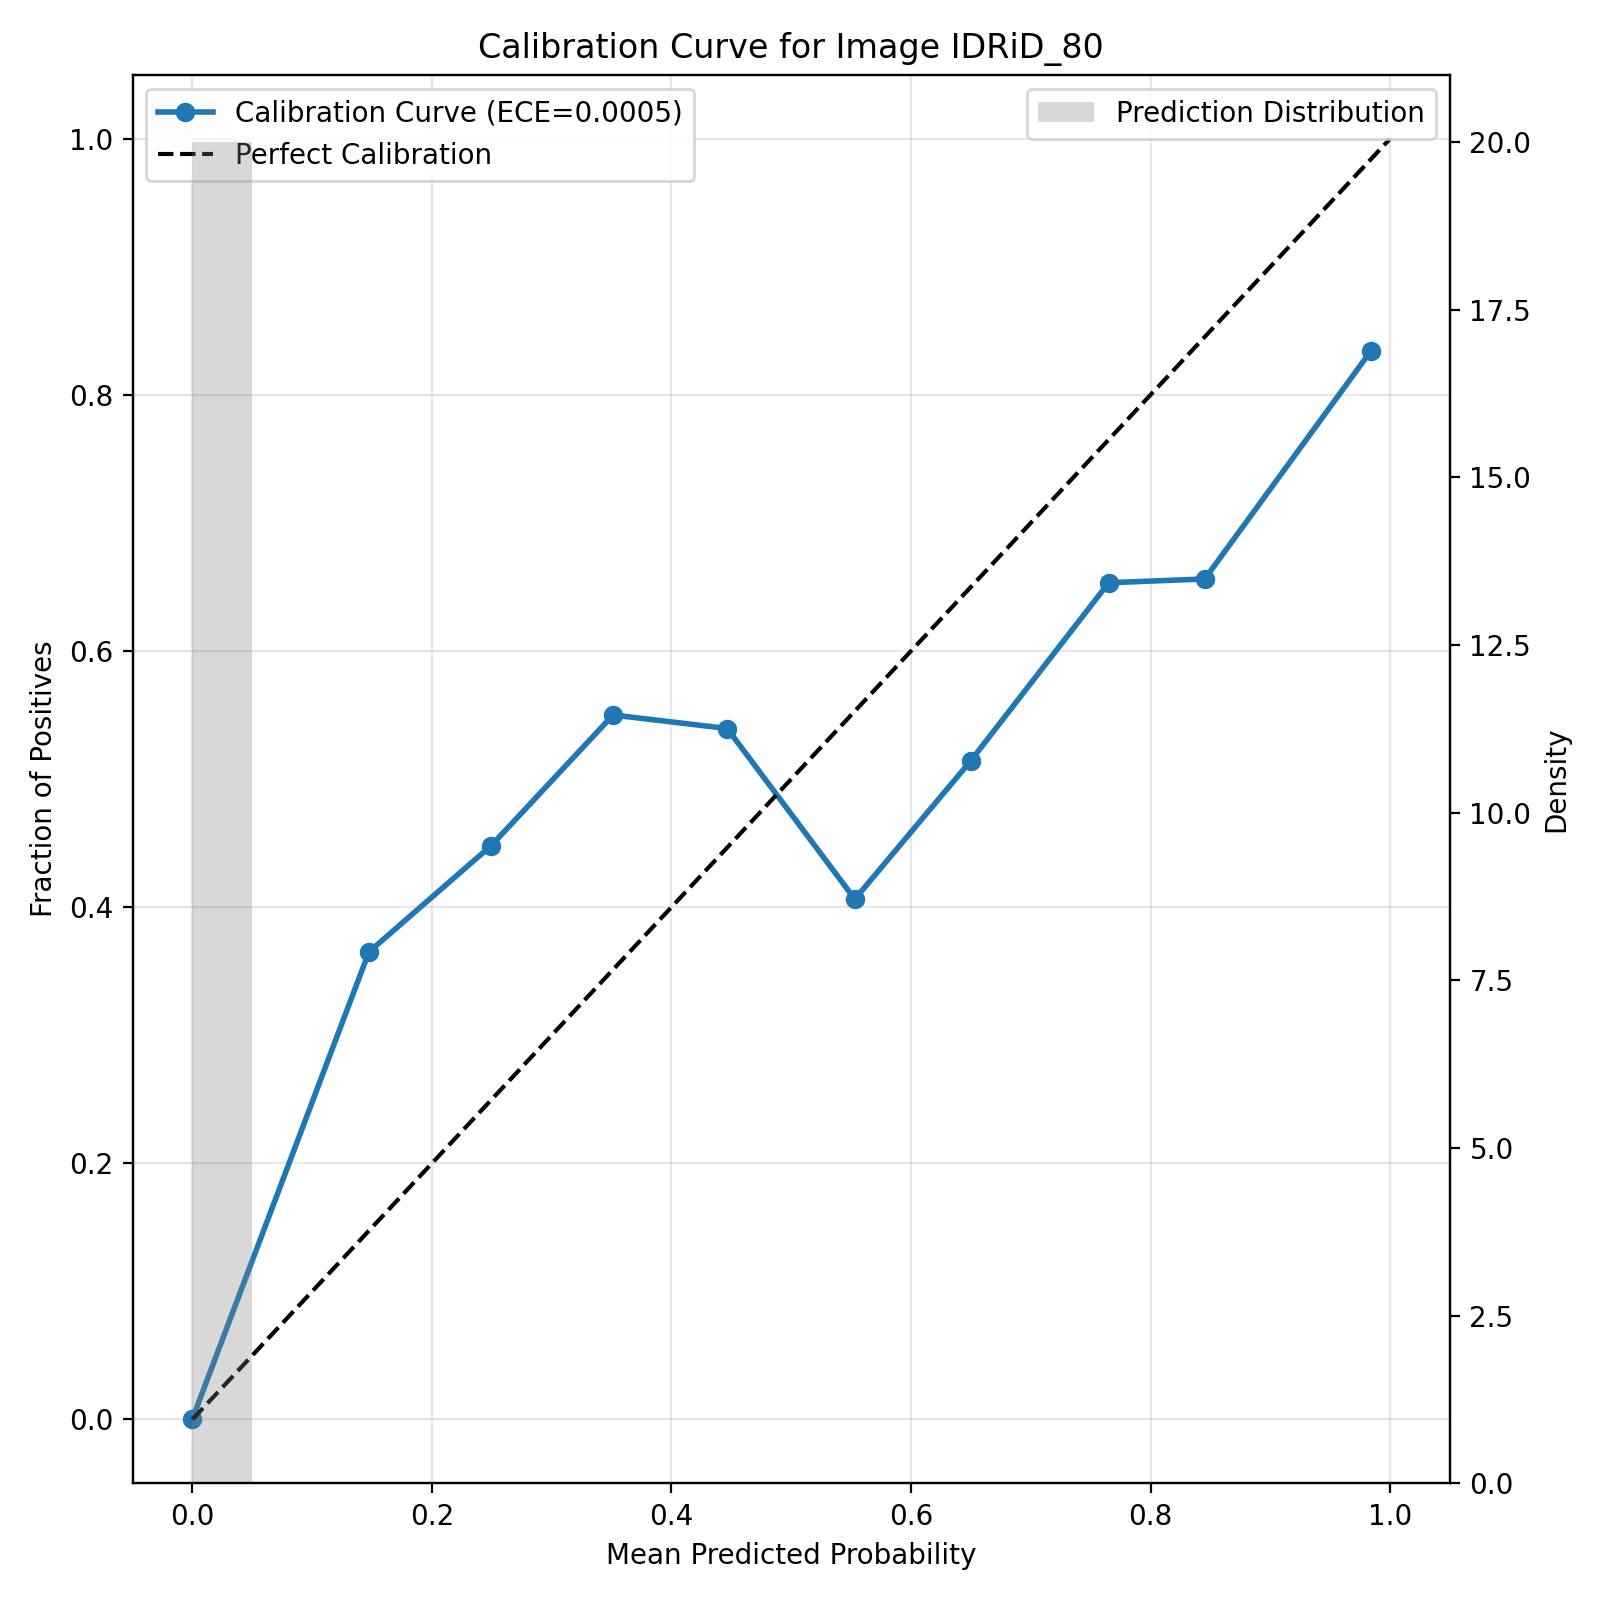 Calibration Curve for Image IDRiD_80
Calibration Curve (ECE=0.0005)
Perfect Calibration
Prediction Distribution
Fraction of Positives
1.0
0.8
0.6
0.4
0.2
0.0
20.0
17.5
15.0
12.5
10.0
7.5
5.0
2.5
0.0
Density
0.0 0.2 0.4 0.6 0.8 1.0
Mean Predicted Probability